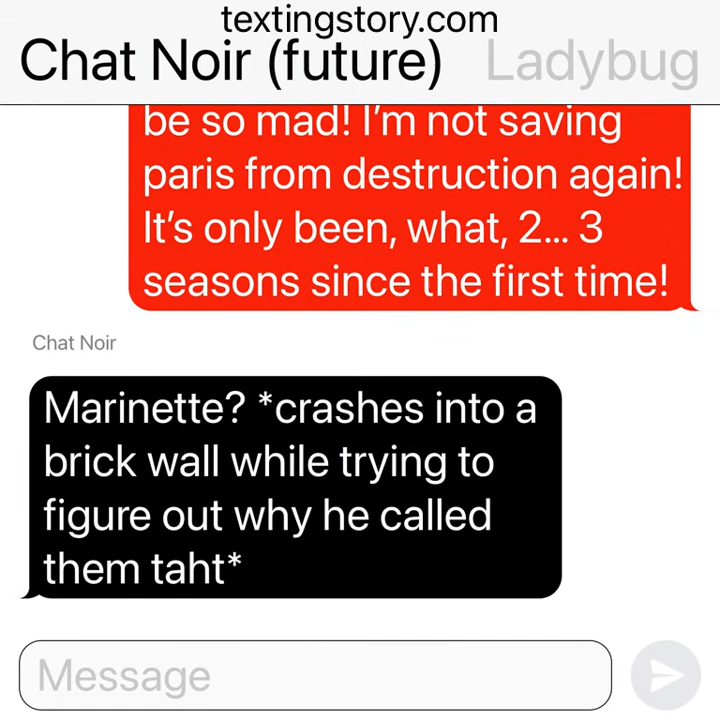 textingstory.com
Chat Noir (future) Ladybug
be so mad! I'm not saving
paris from destruction again!
It's only been, what, 2... 3
seasons since the first time!
Chat Noir
Marinette? *crashes into a
brick wall while trying to
figure out why he called
them taht*
Message